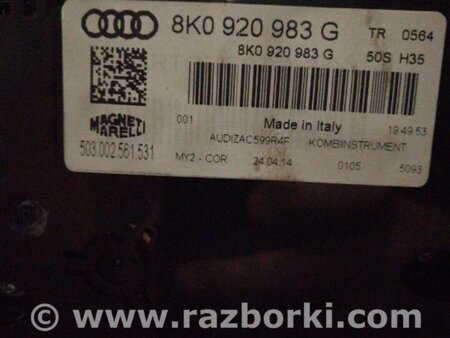 8K0 920 983 G TR 0564
8K0 920 983 G 50S H35
001 Made in Italy 19:49:53
MAGNETI MARELLI
AUDIZAC599R4F KOMBIINSTRUMENT
503.002.561.531
MY2 - COR 24.04.14 0105 5093
© www.razborki.com